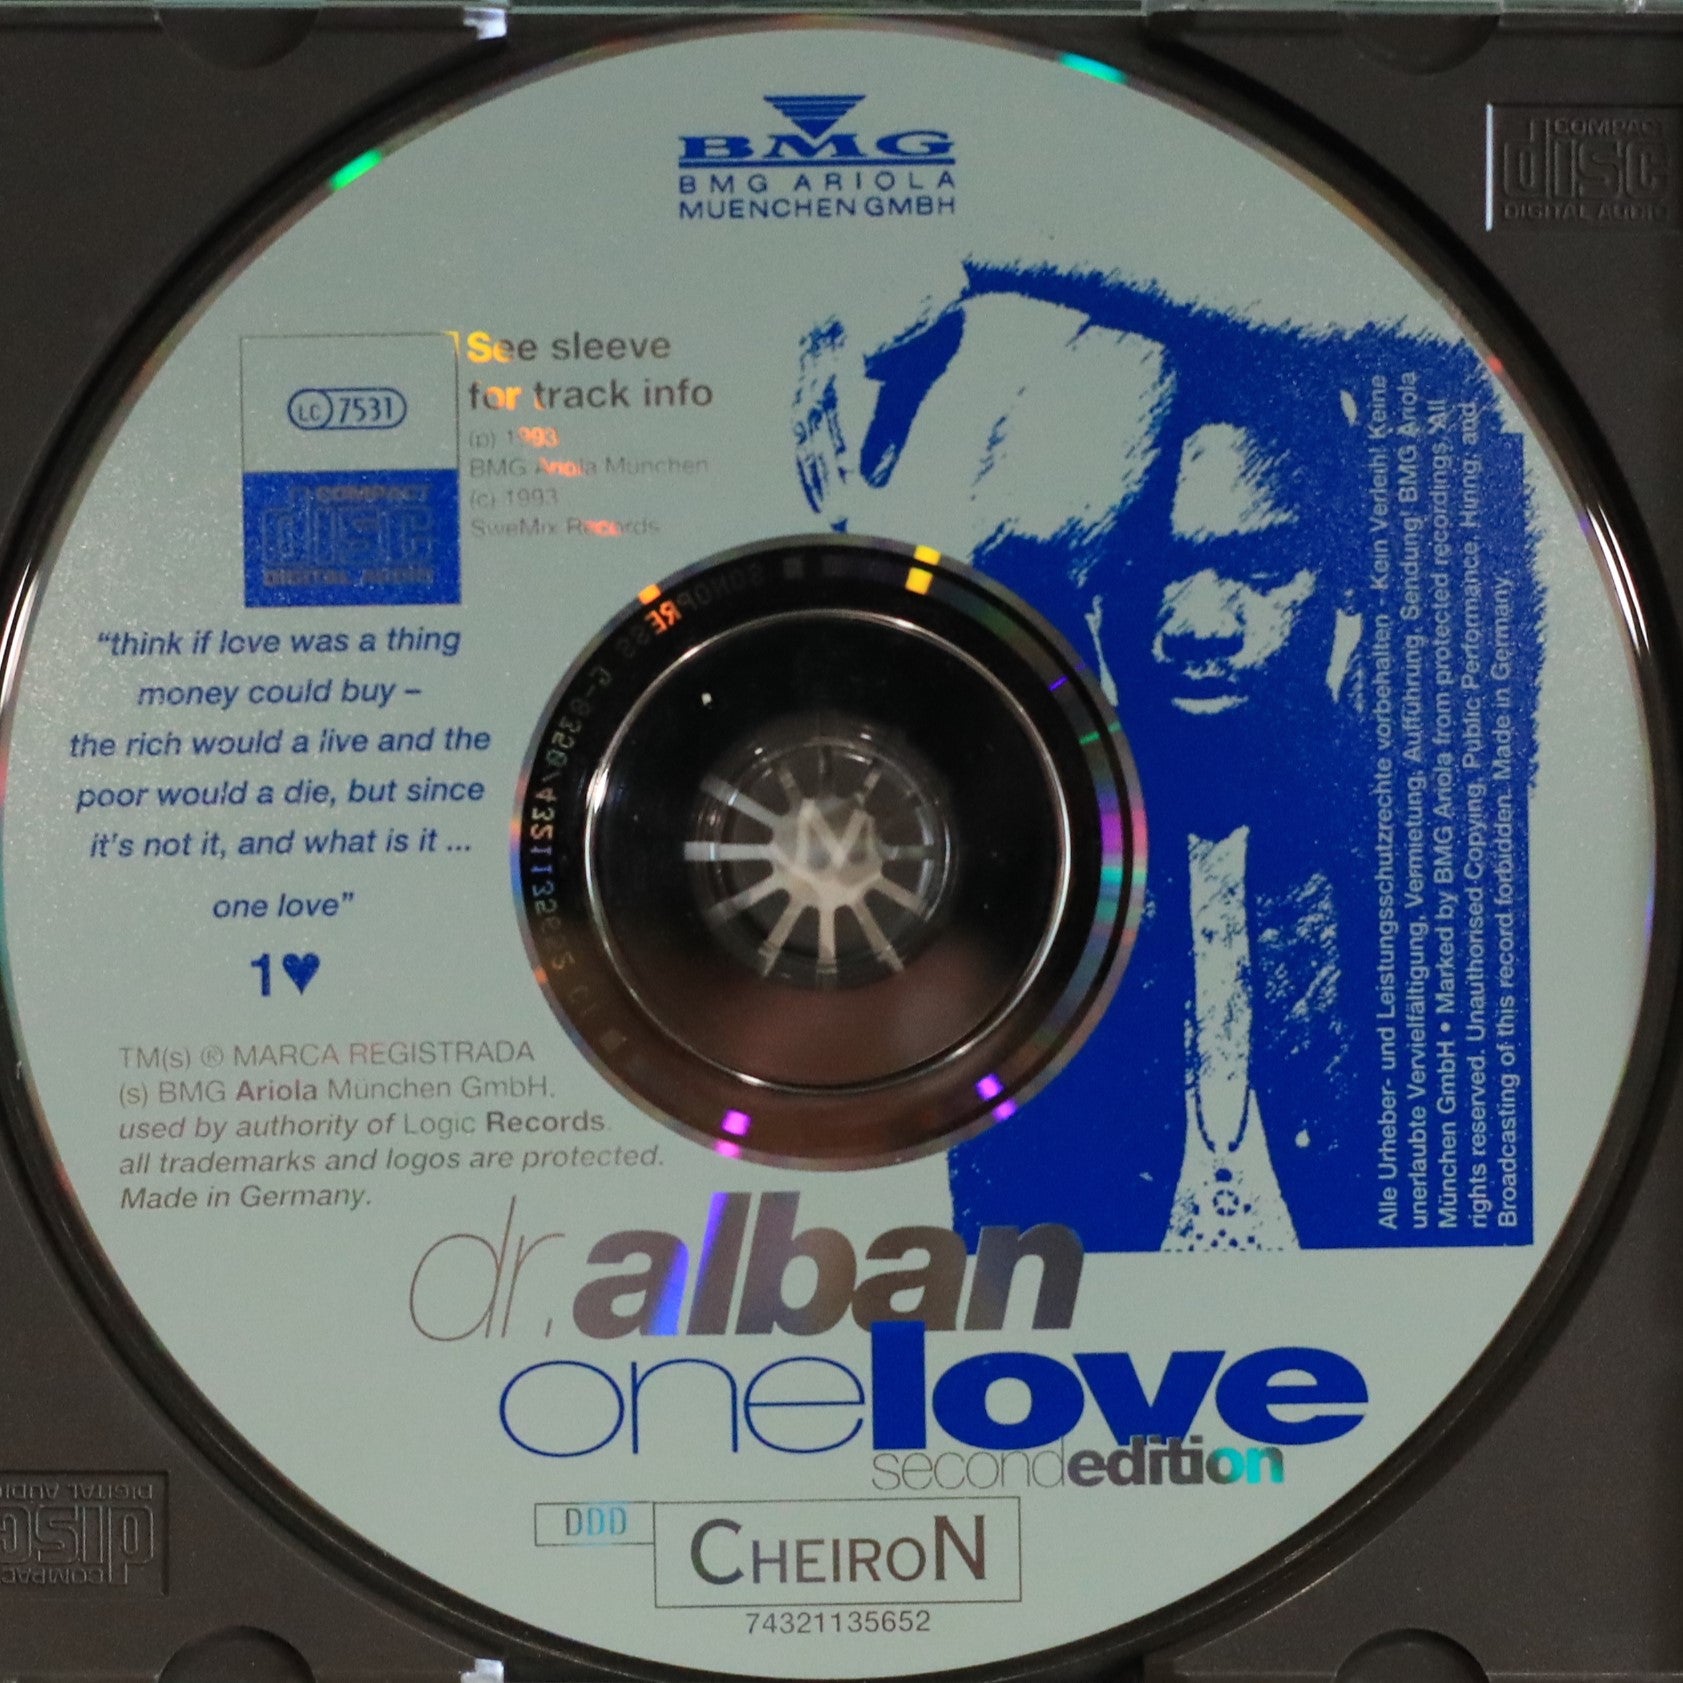 BMG
BMG ARIOLA
MUENCHEN GMBH
COMPACT
disc
DIGITAL AUDIO
See sleeve
for track info
(p) 1993
BMG Ariola Munchen
(c) 1993
SweMix Records
LC 7531
COMPACT
disc
DIGITAL AUDIO
“think if love was a thing
money could buy –
the rich would a live and the
poor would a die, but since
it's not it, and what is it ...
one love”
1♥
TM(s) ® MARCA REGISTRADA
(s) BMG Ariola München GmbH.
used by authority of Logic Records.
all trademarks and logos are protected.
Made in Germany.
Alle Urheber- und Leistungsschutzrechte vorbehalten. Kein Verleih! Keine
unerlaubte Vervielfältigung, Vermietung, Aufführung, Sendung! BMG Ariola
München GmbH • Marked by BMG Ariola from protected recordings. All
rights reserved. Unauthorised Copying, Public Performance, Hiring, and
Broadcasting of this record forbidden. Made in Germany.
SONOPRESS
M
dr. alban
onelove
secondedition
DDD
CHEIRON
74321135652
COMPACT
disc
DIGITAL AUDIO